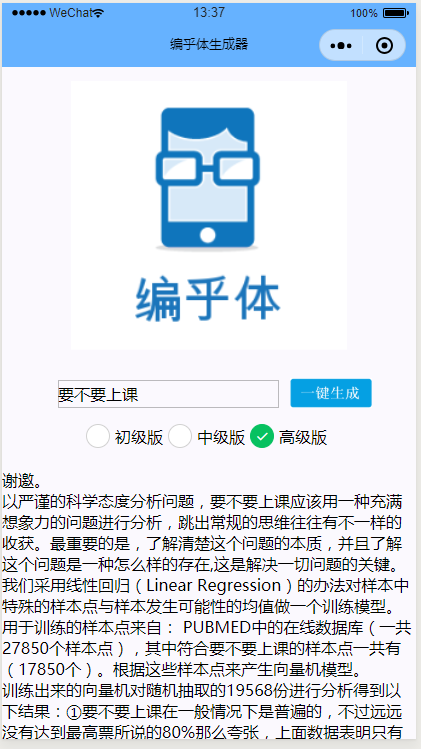 ●●●●● WeChat 13:37 100%
编乎体生成器
编乎体
要不要上课 一键生成
初级版 中级版 高级版
谢邀。
以严谨的科学态度分析问题，要不要上课应该用一种充满
想象力的问题进行分析，跳出常规的思维往往有不一样的
收获。最重要的是，了解清楚这个问题的本质，并且了解
这个问题是一种怎么样的存在,这是解决一切问题的关键。
我们采用线性回归（Linear Regression）的办法对样本中
特殊的样本点与样本发生可能性的均值做一个训练模型。
用于训练的样本点来自： PUBMED中的在线数据库（一共
27850个样本点），其中符合要不要上课的样本点一共有
（17850个）。根据这些样本点来产生向量机模型。
训练出来的向量机对随机抽取的19568份进行分析得到以
下结果：①要不要上课在一般情况下是普遍的，不过远远
没有达到最高票所说的80%那么夸张，上面数据表明只有